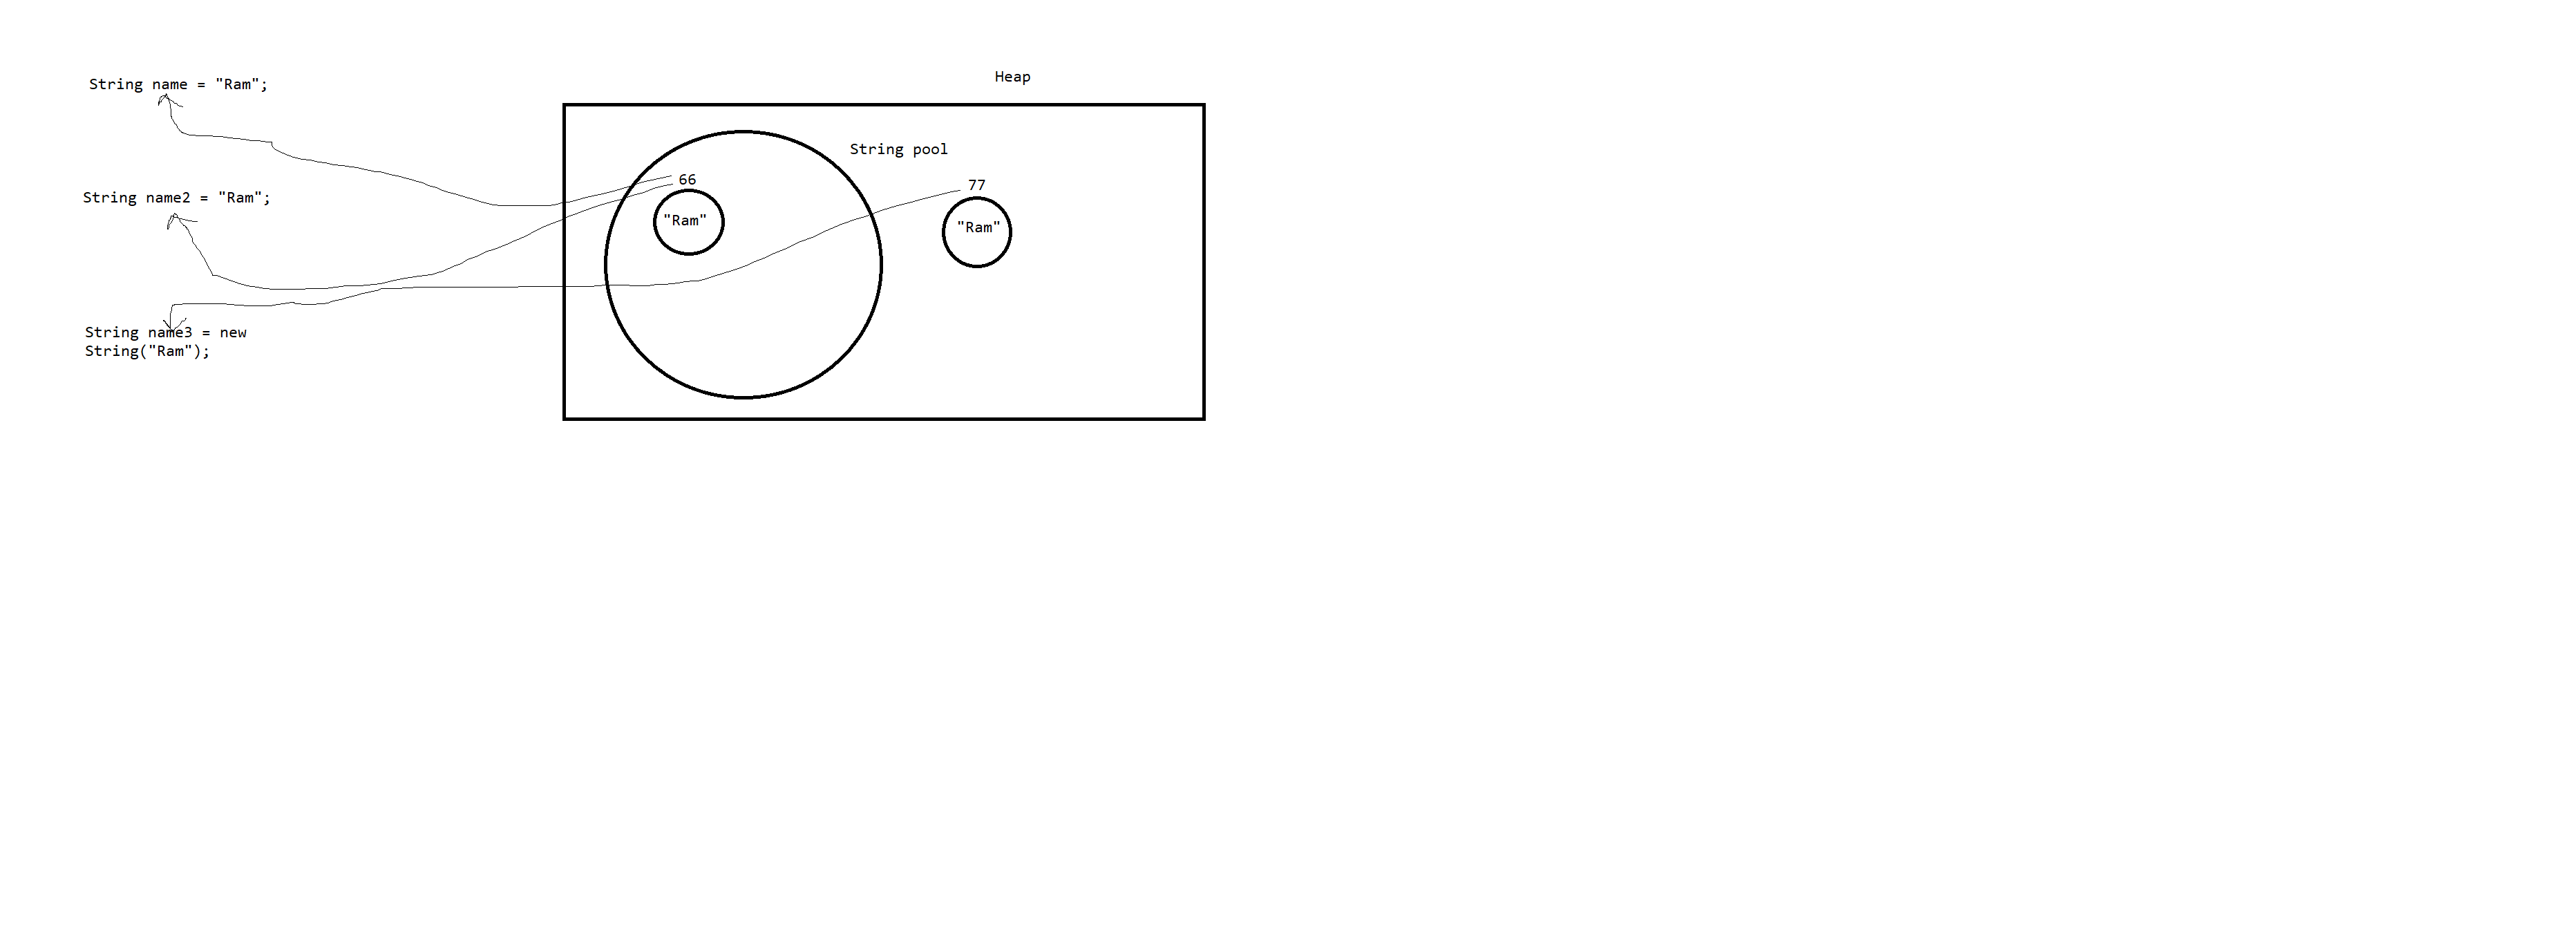 String name = "Ram";
Heap
String pool
66
77
String name2 = "Ram";
"Ram"
"Ram"
String name3 = new
String("Ram");